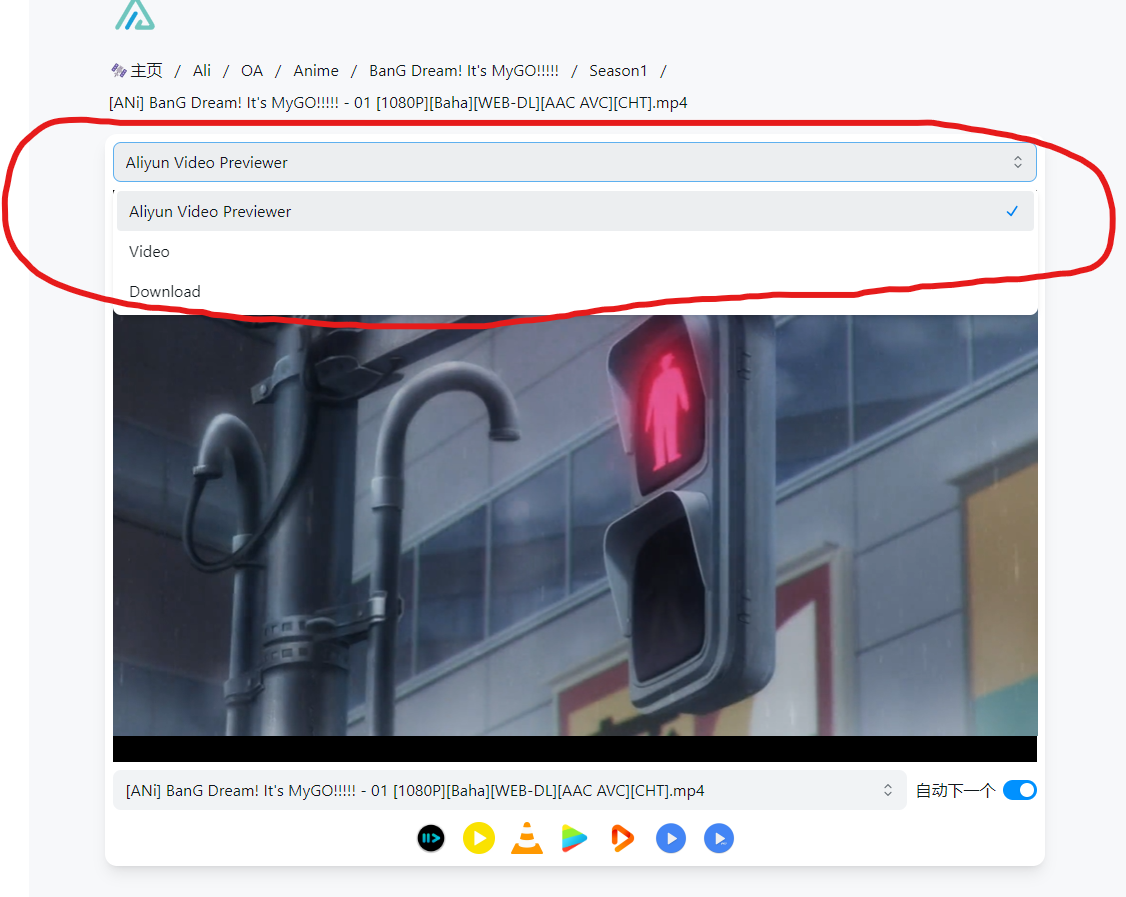 主页 / Ali / OA / Anime / BanG Dream! It's MyGO!!!!! / Season1 /
[ANi] BanG Dream! It's MyGO!!!!! - 01 [1080P][Baha][WEB-DL][AAC AVC][CHT].mp4
Aliyun Video Previewer
Aliyun Video Previewer
Video
Download
[ANi] BanG Dream! It's MyGO!!!!! - 01 [1080P][Baha][WEB-DL][AAC AVC][CHT].mp4 自动下一个